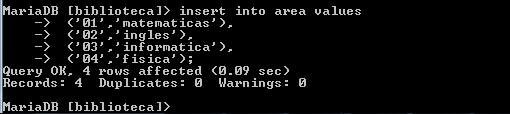 MariaDB [biblioteca]> insert into area values
    -> ('01','matematicas'),
    -> ('02','ingles'),
    -> ('03','informatica'),
    -> ('04','fisica');
Query OK, 4 rows affected (0.09 sec)
Records: 4  Duplicates: 0  Warnings: 0
MariaDB [biblioteca]>